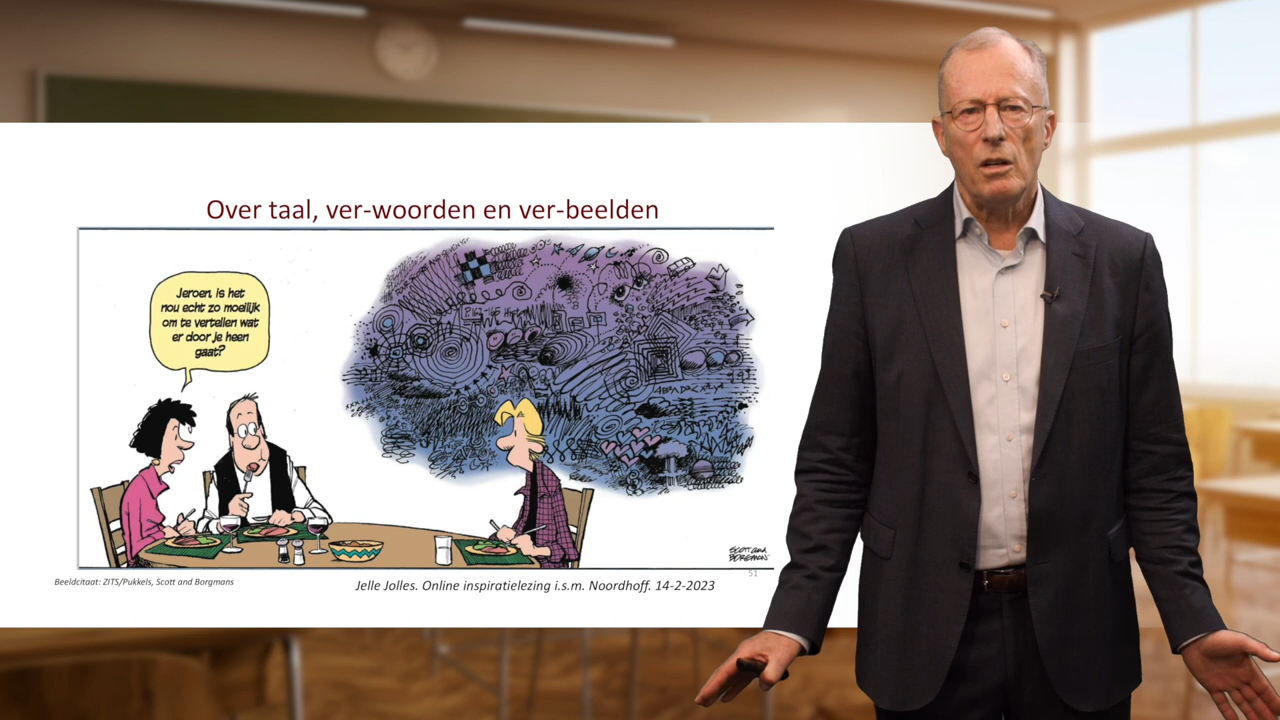 Over taal, ver-woorden en ver-beelden
Jeroen, is het
nou echt zo moeilijk
om te vertellen wat
er door je heen
gaat?
SCOTT and
BORGMAN
51
Beeldcitaat: ZITS/Pukkels, Scott and Borgmans
Jelle Jolles. Online inspiratielezing i.s.m. Noordhoff. 14-2-2023